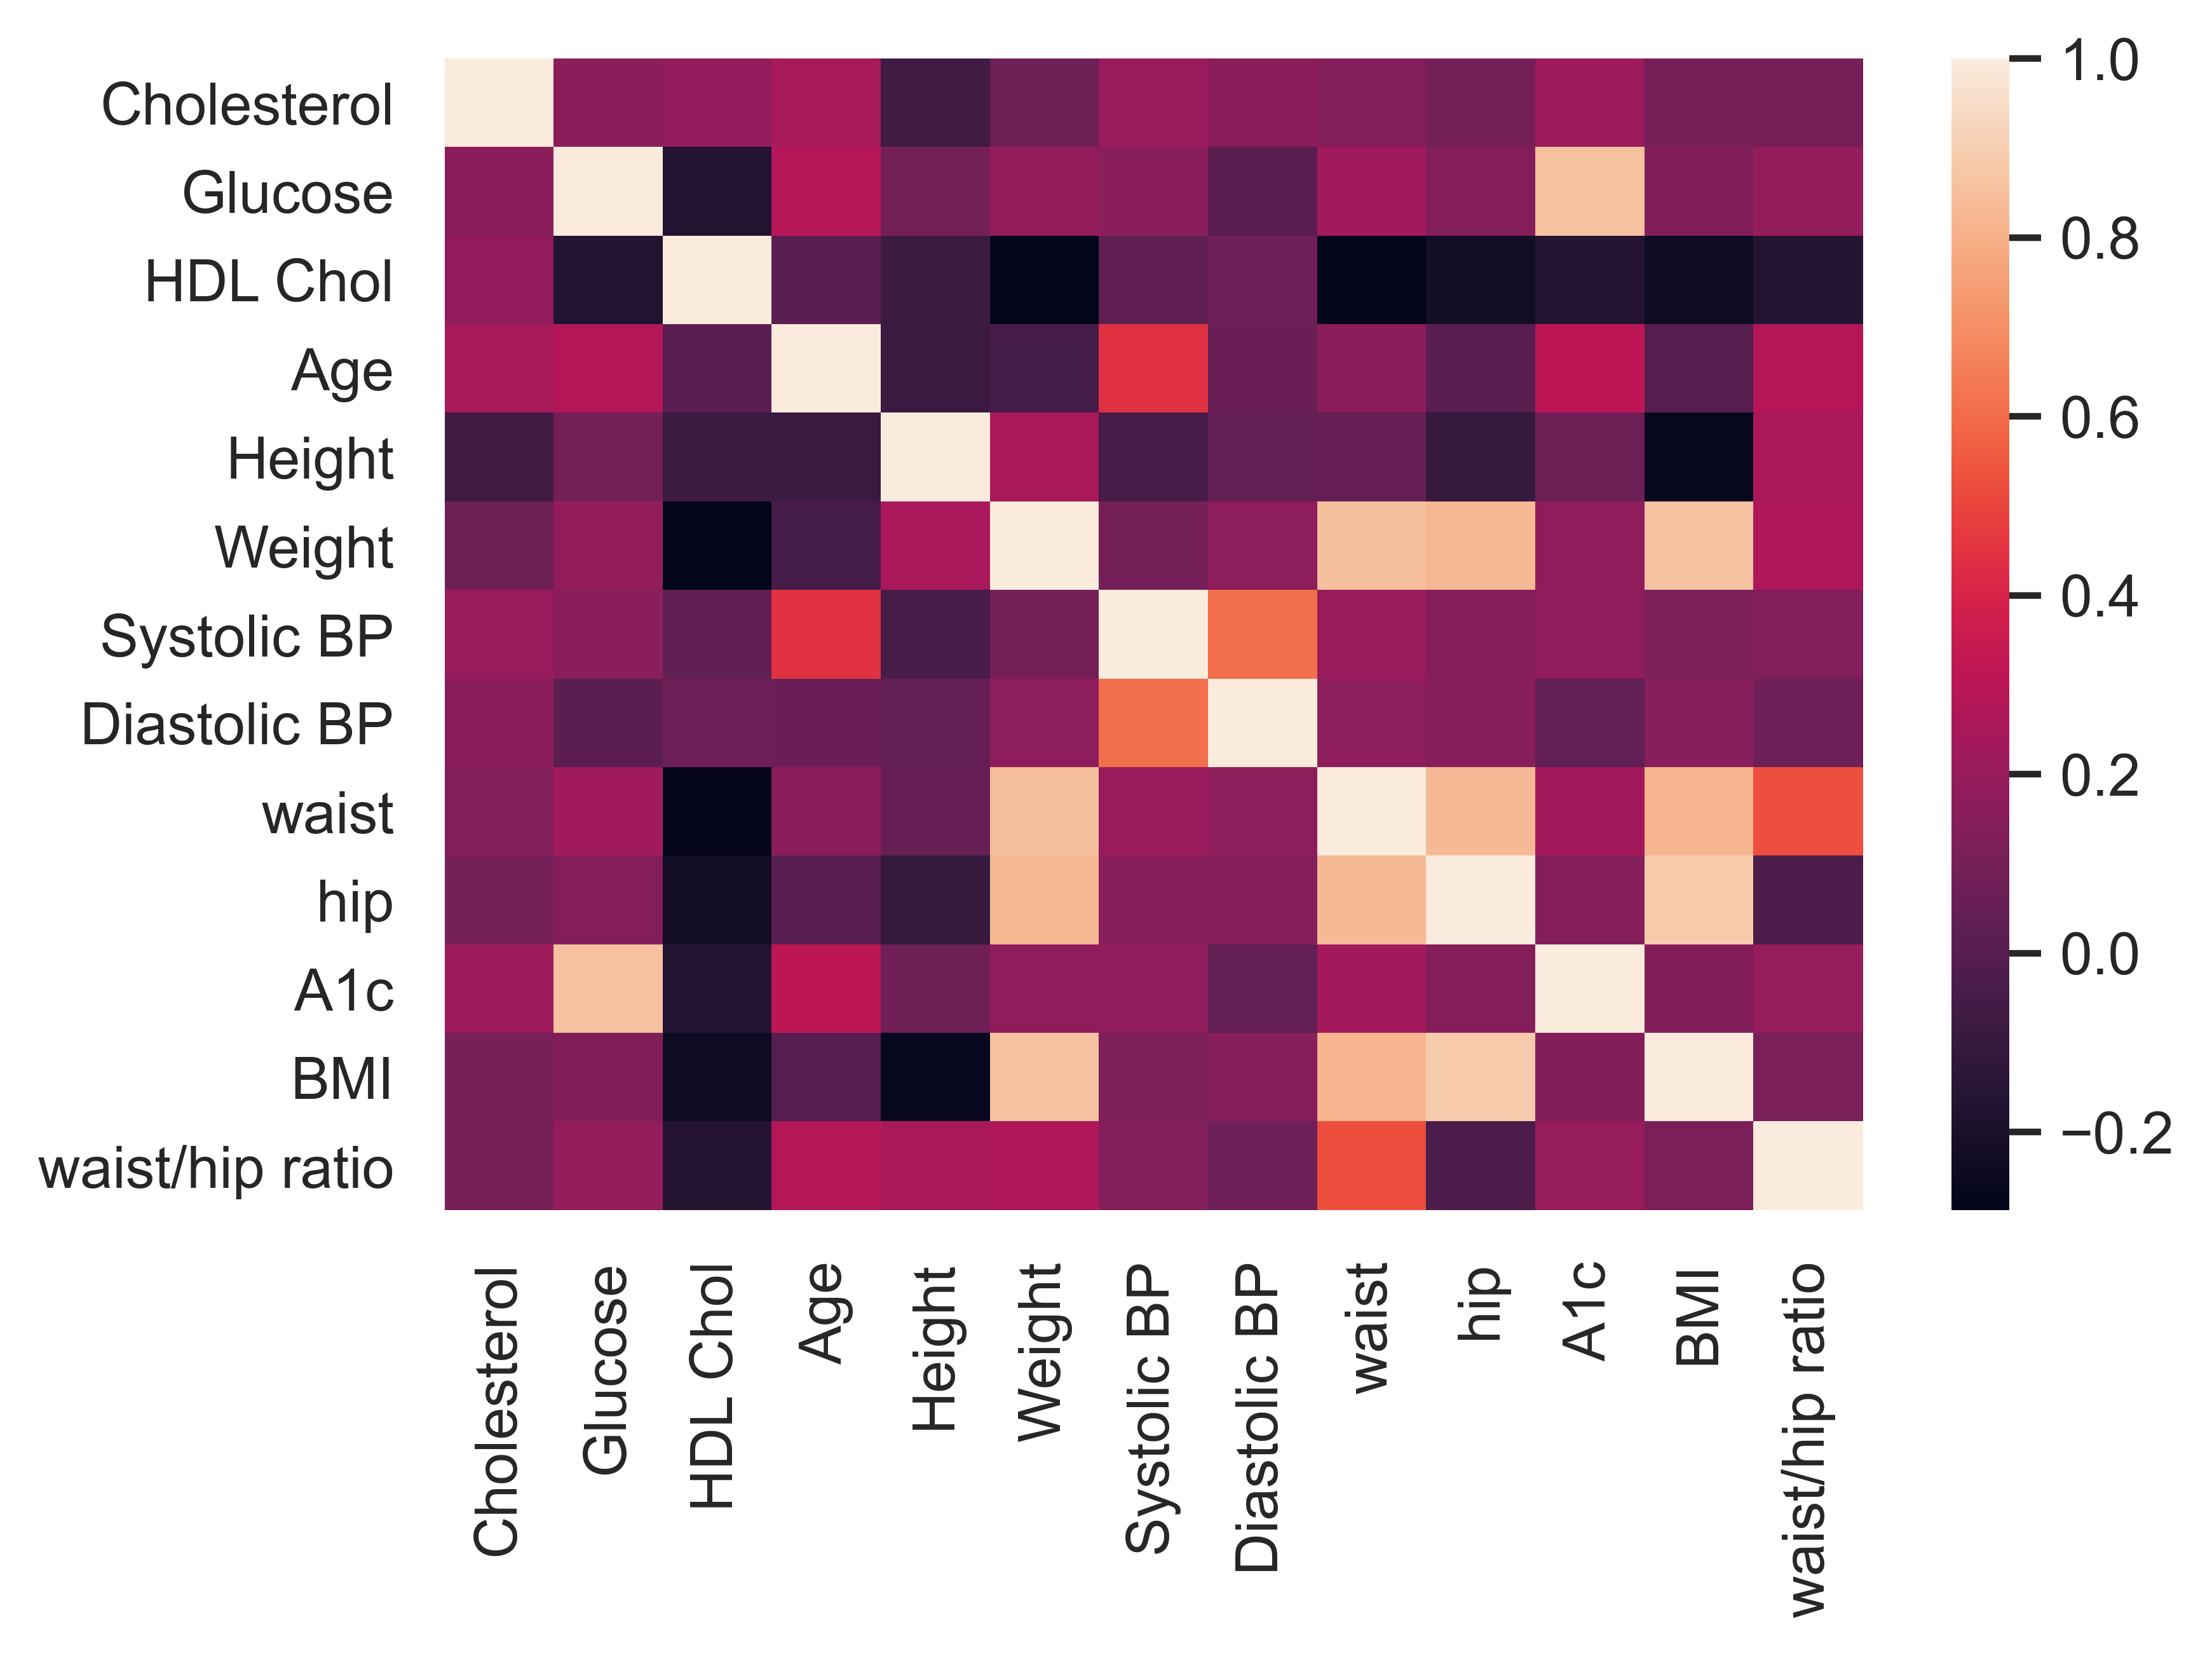 Cholesterol
Glucose
HDL Chol
Age
Height
Weight
Systolic BP
Diastolic BP
waist
hip
A1c
BMI
waist/hip ratio
Cholesterol
Glucose
HDL Chol
Age
Height
Weight
Systolic BP
Diastolic BP
waist
hip
A1c
BMI
waist/hip ratio
1.0
0.8
0.6
0.4
0.2
0.0
−0.2